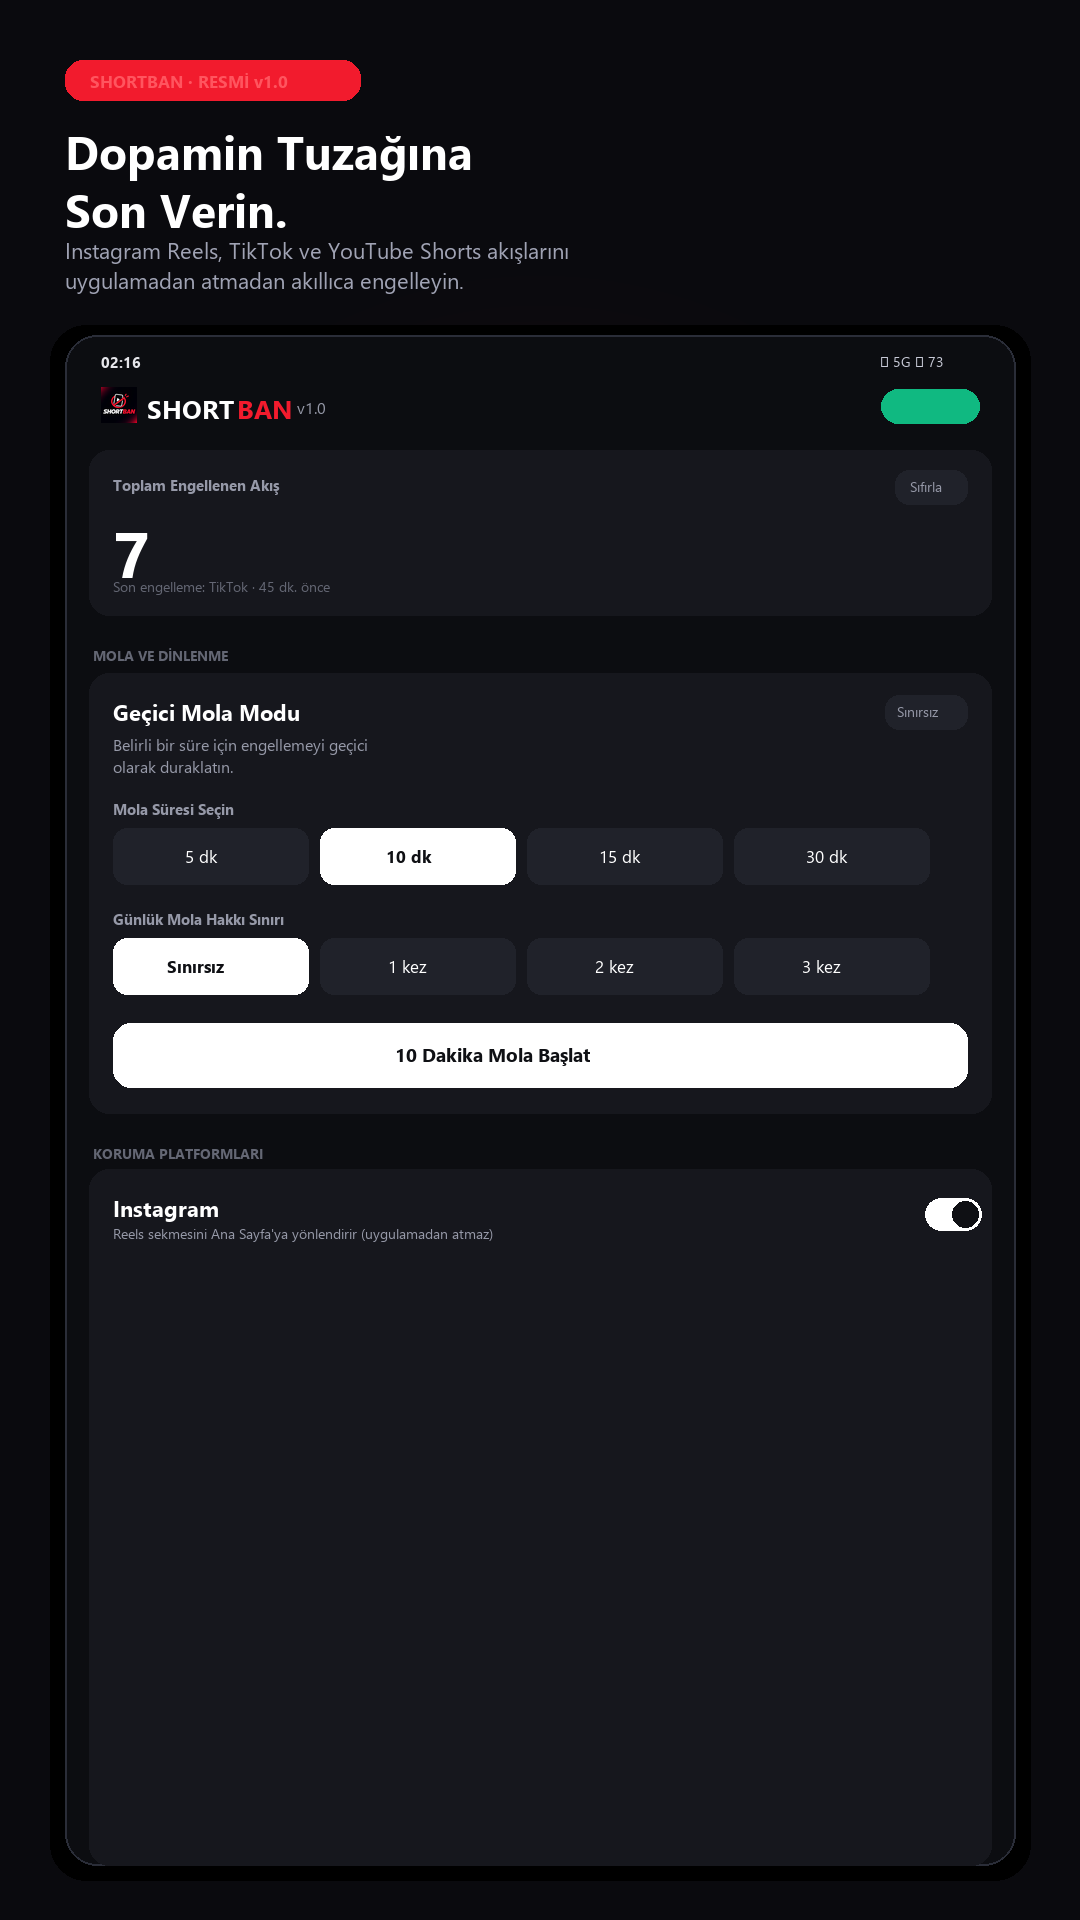 SHORTBAN · RESMİ v1.0
Dopamin Tuzağına
Son Verin.
Instagram Reels, TikTok ve YouTube Shorts akışlarını
uygulamadan atmadan akıllıca engelleyin.
02:16
5G 73
SHORTBAN
SHORTBAN v1.0
Toplam Engellenen Akış
Sıfırla
7
Son engelleme: TikTok · 45 dk. önce
MOLA VE DİNLENME
Geçici Mola Modu
Sınırsız
Belirli bir süre için engellemeyi geçici
olarak duraklatın.
Mola Süresi Seçin
5 dk
10 dk
15 dk
30 dk
Günlük Mola Hakkı Sınırı
Sınırsız
1 kez
2 kez
3 kez
10 Dakika Mola Başlat
KORUMA PLATFORMLARI
Instagram
Reels sekmesini Ana Sayfa'ya yönlendirir (uygulamadan atmaz)